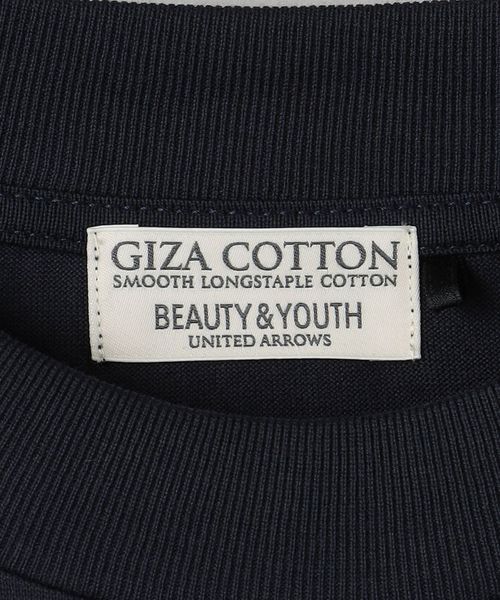 GIZA COTTON
SMOOTH LONGSTAPLE COTTON
BEAUTY&YOUTH
UNITED ARROWS